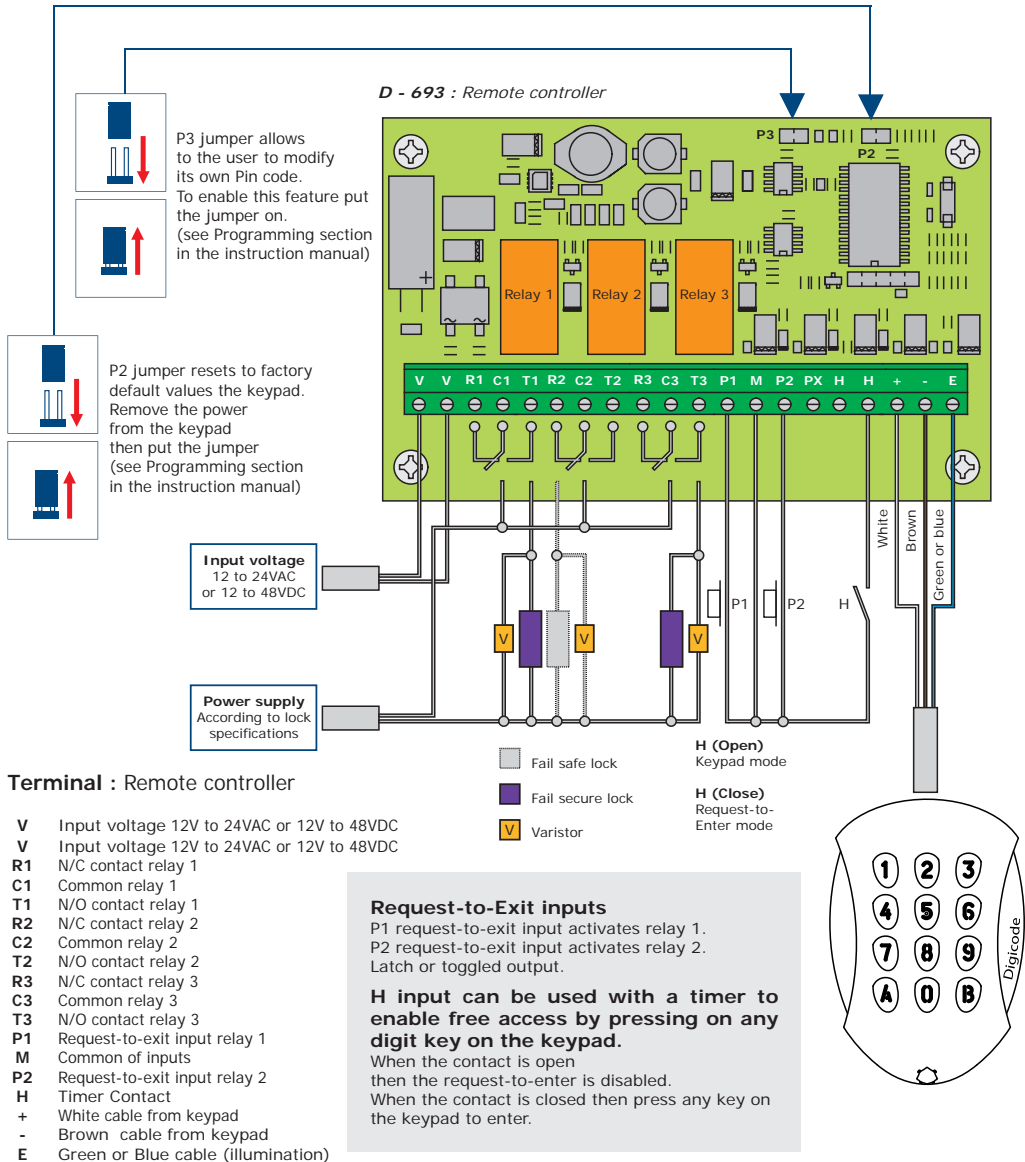 D - 693 : Remote controller
P3 jumper allows
to the user to modify
its own Pin code.
To enable this feature put
the jumper on.
(see Programming section
in the instruction manual)
P2 jumper resets to factory
default values the keypad.
Remove the power
from the keypad
then put the jumper
(see Programming section
in the instruction manual)
P3
P2
+
~ ~
Relay 1 Relay 2 Relay 3
V V R1 C1 T1 R2 C2 T2 R3 C3 T3 P1 M P2 PX H H + - E
White
Brown
Green or blue
Input voltage
12 to 24VAC
or 12 to 48VDC
P1 P2 H
V V V
Power supply
According to lock
specifications
Fail safe lock
Fail secure lock
V Varistor
H (Open)
Keypad mode
H (Close)
Request-to-
Enter mode
Terminal : Remote controller
V Input voltage 12V to 24VAC or 12V to 48VDC
V Input voltage 12V to 24VAC or 12V to 48VDC
R1 N/C contact relay 1
C1 Common relay 1
T1 N/O contact relay 1
R2 N/C contact relay 2
C2 Common relay 2
T2 N/O contact relay 2
R3 N/C contact relay 3
C3 Common relay 3
T3 N/O contact relay 3
P1 Request-to-exit input relay 1
M Common of inputs
P2 Request-to-exit input relay 2
H Timer Contact
+ White cable from keypad
- Brown cable from keypad
E Green or Blue cable (illumination)
Request-to-Exit inputs
P1 request-to-exit input activates relay 1.
P2 request-to-exit input activates relay 2.
Latch or toggled output.
H input can be used with a timer to
enable free access by pressing on any
digit key on the keypad.
When the contact is open
then the request-to-enter is disabled.
When the contact is closed then press any key on
the keypad to enter.
1 2 3
4 5 6
7 8 9
A 0 B
Digicode